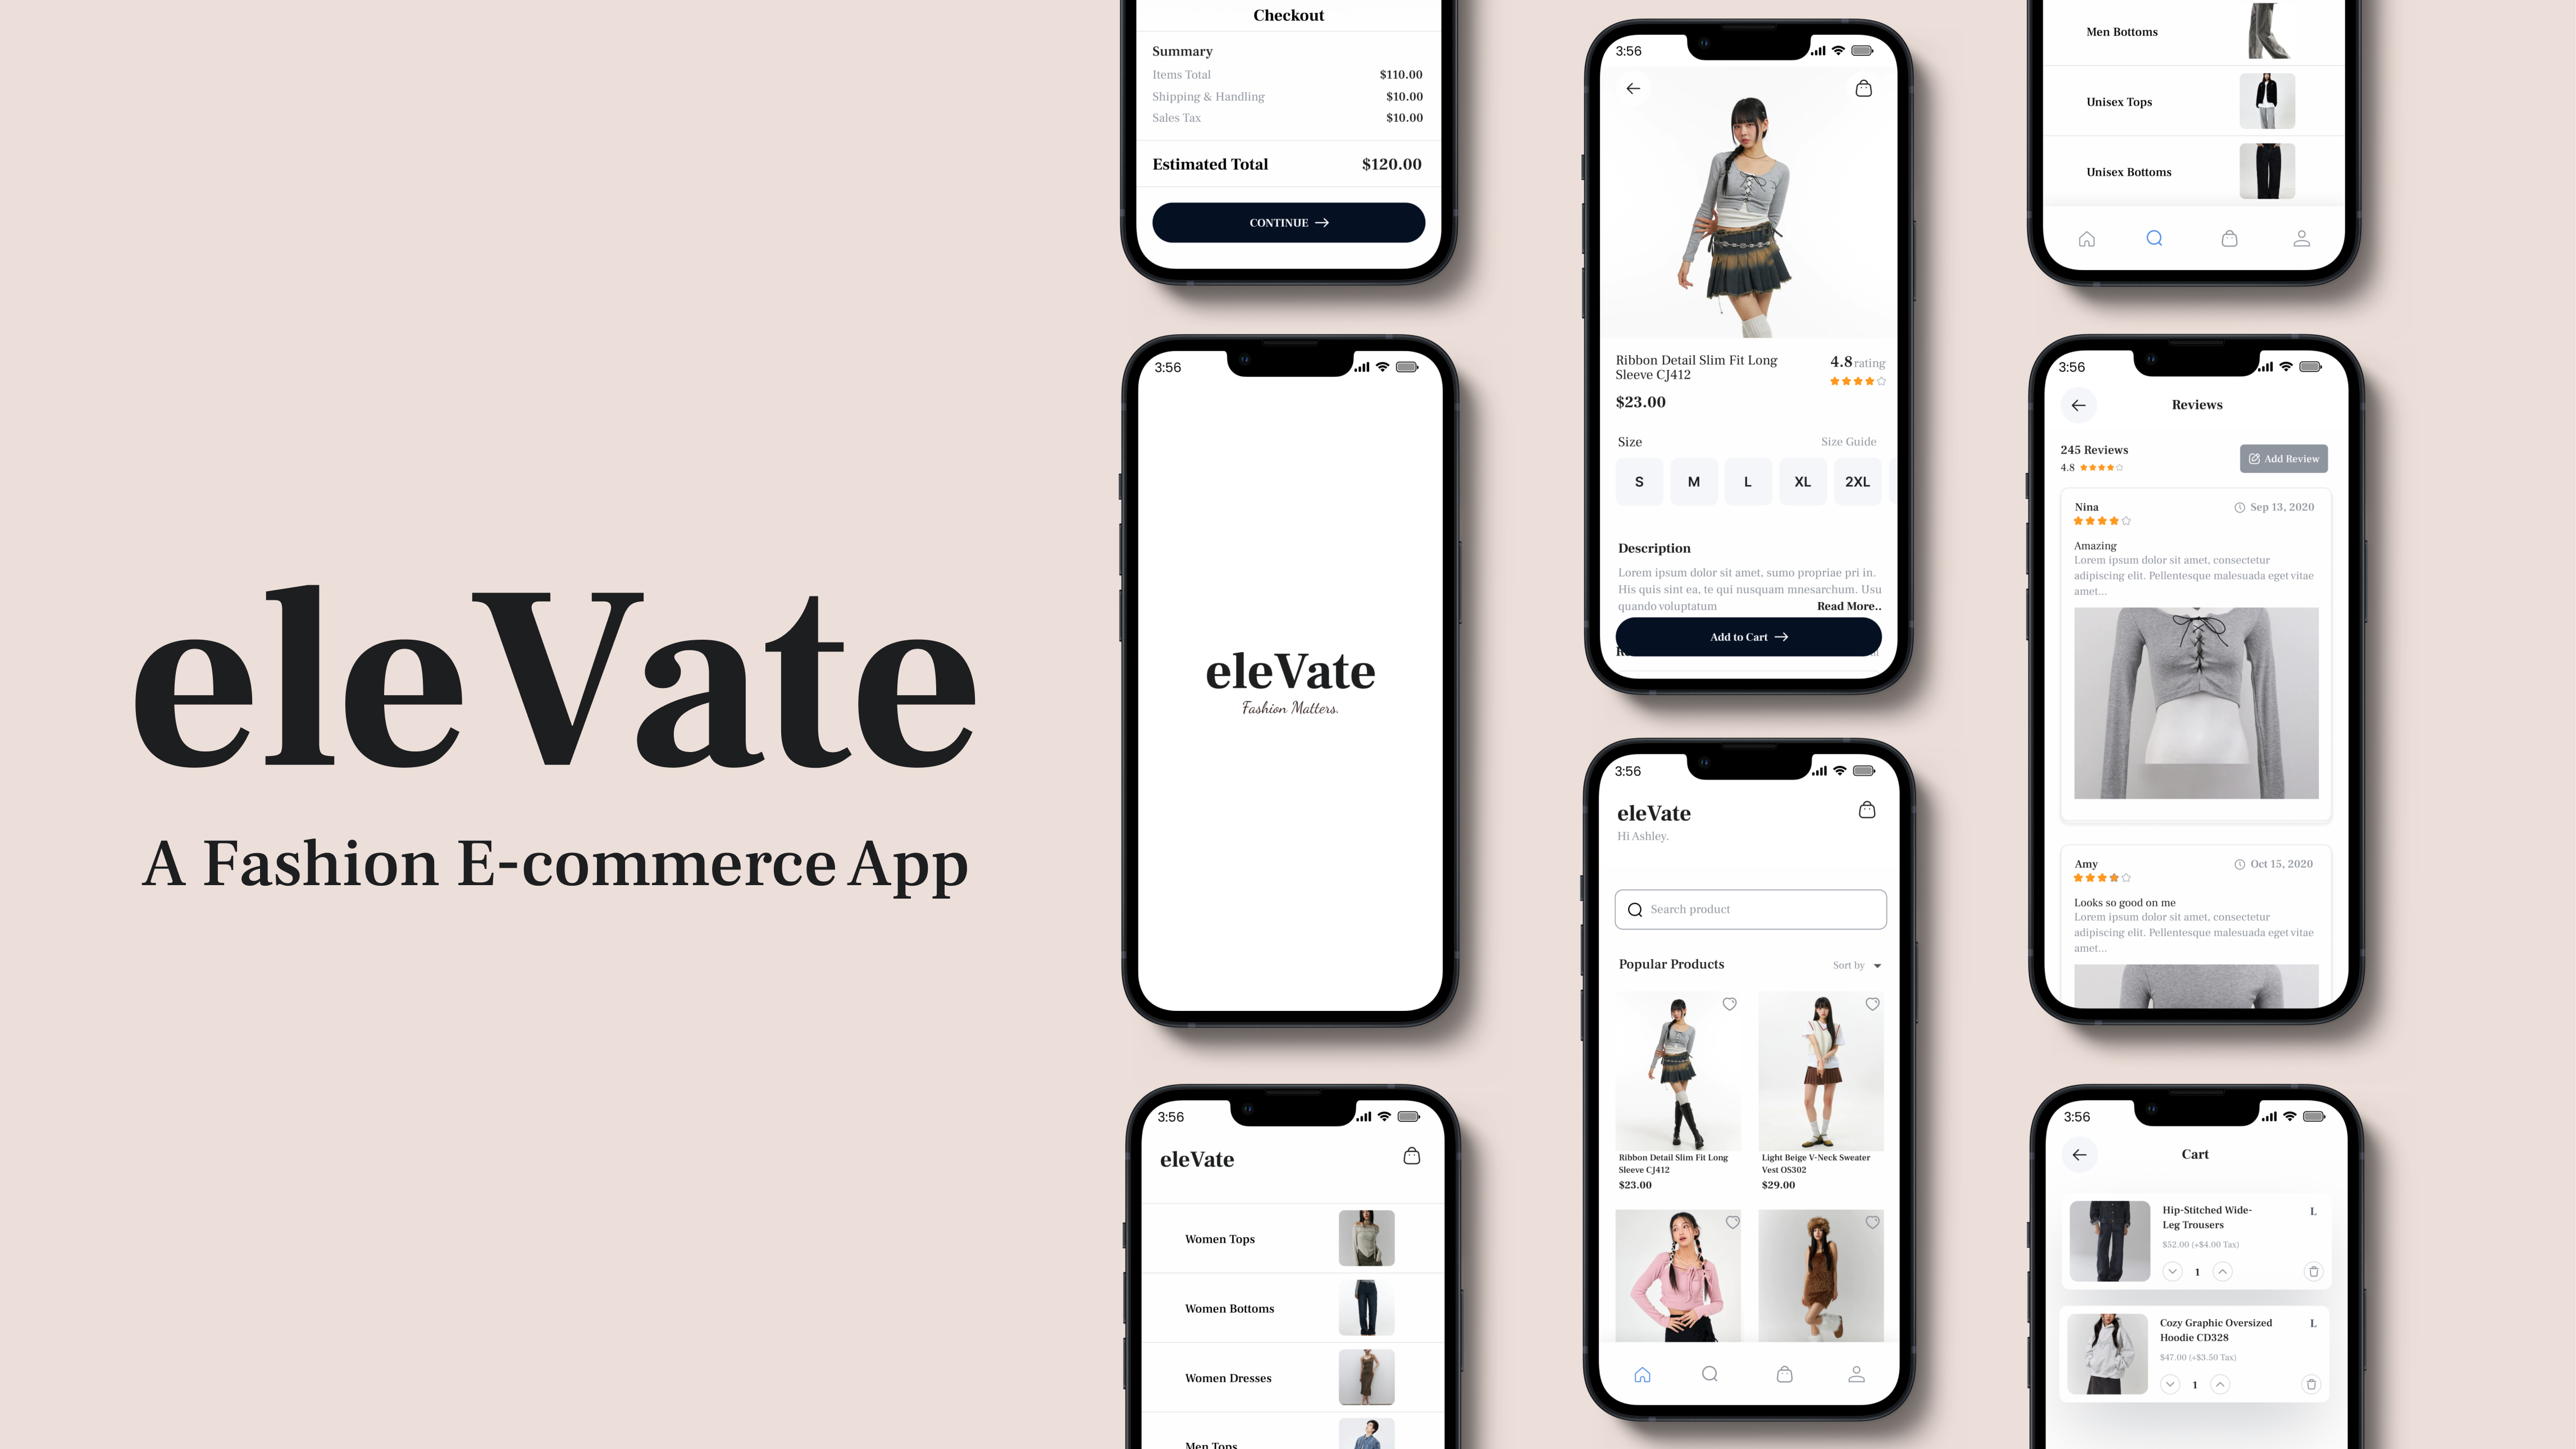 eleVate
A Fashion E-commerce App
Checkout
Summary
Items Total $110.00
Shipping & Handling $10.00
Sales Tax $10.00
Estimated Total $120.00
CONTINUE
3:56
eleVate
Fashion Matters.
3:56
eleVate
Women Tops
Women Bottoms
Women Dresses
Men Tops
3:56
Ribbon Detail Slim Fit Long
Sleeve CJ412
4.8 rating
$23.00
Size Size Guide
S M L XL 2XL
Description
Lorem ipsum dolor sit amet, sumo propriae pri in.
His quis sint ea, te qui nusquam mnesarchum. Usu
quando voluptatum Read More..
Add to Cart
3:56
eleVate
Hi Ashley.
Search product
Popular Products Sort by
Ribbon Detail Slim Fit Long
Sleeve CJ412
$23.00
Light Beige V-Neck Sweater
Vest OS302
$29.00
Men Bottoms
Unisex Tops
Unisex Bottoms
3:56
Reviews
245 Reviews
4.8
Add Review
Nina Sep 13, 2020
Amazing
Lorem ipsum dolor sit amet, consectetur
adipiscing elit. Pellentesque malesuada eget vitae
amet...
Amy Oct 15, 2020
Looks so good on me
Lorem ipsum dolor sit amet, consectetur
adipiscing elit. Pellentesque malesuada eget vitae
amet...
3:56
Cart
Hip-Stitched Wide-
Leg Trousers
L
$52.00 (+$4.00 Tax)
1
Cozy Graphic Oversized
Hoodie CD328
L
$47.00 (+$3.50 Tax)
1